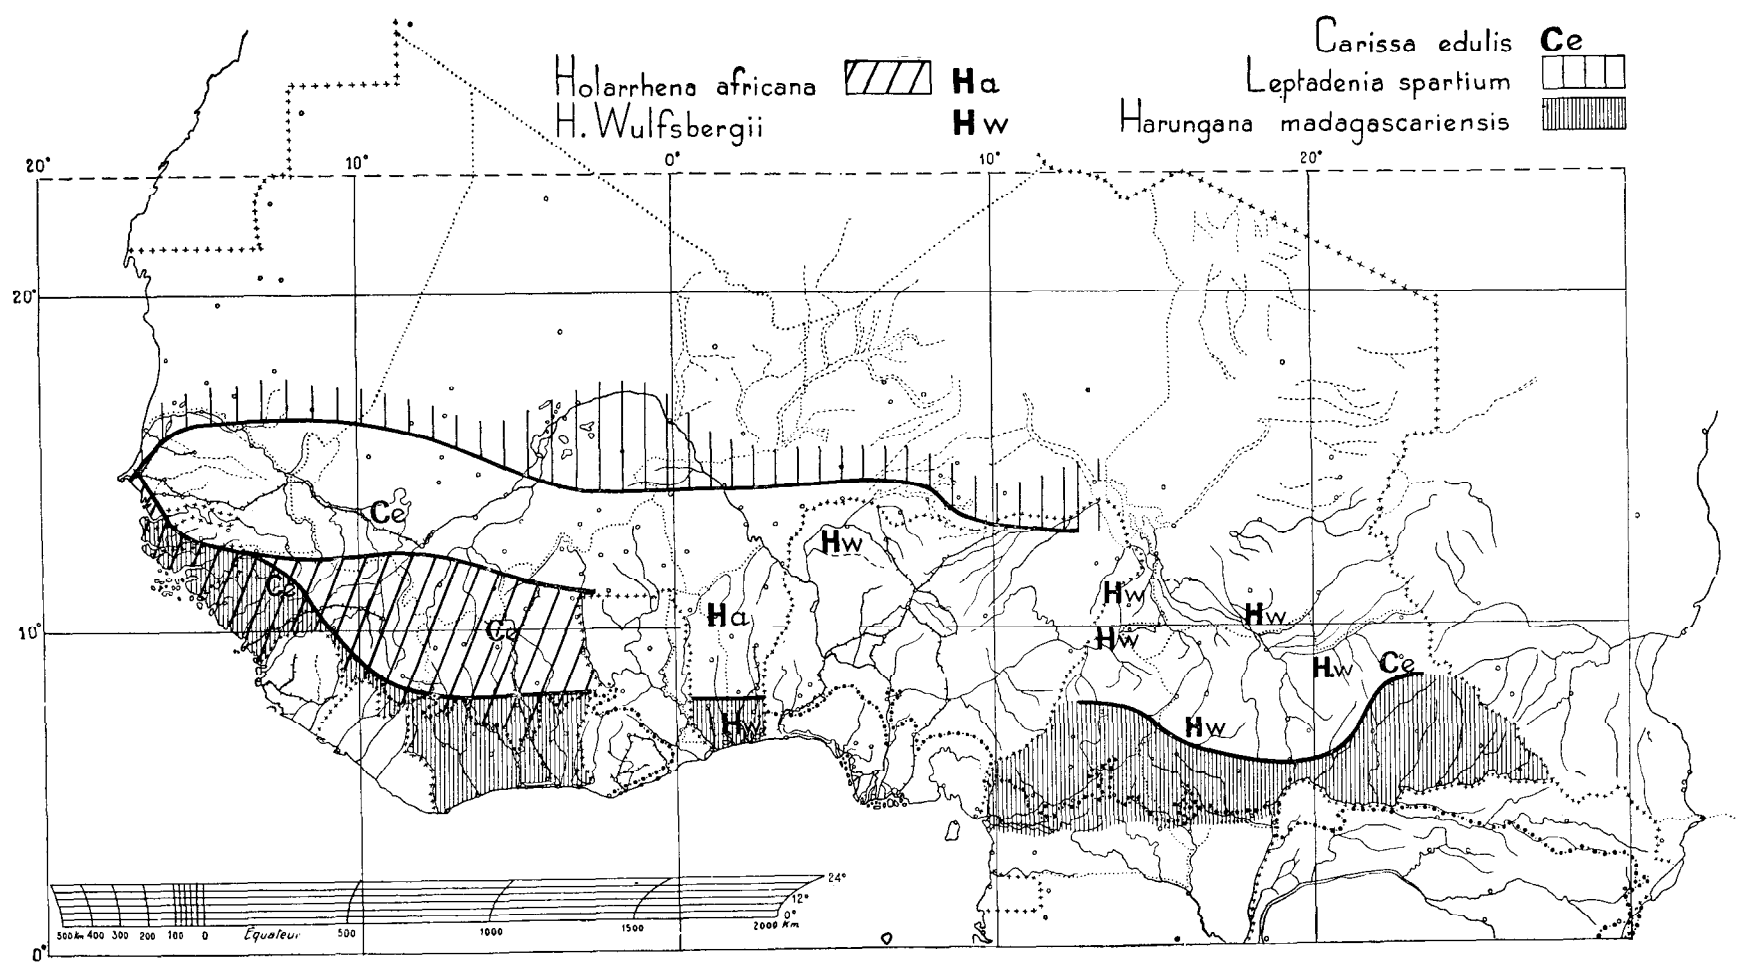 Holarrhena africana Ha
H. Wulfsbergii Hw
Carissa edulis Ce
Leptadenia spartium
Harungana madagascariensis
20° 10° 0° 10° 20°
20°
Ce
Hw
Ce
Ha
Hw
Hw
Hw
10°
Ce
Hw
Ce
Hw
Hw
24°
12°
0°
500 km 400 300 200 100 0 Équateur 500 1000 1500 2000 Km
0°